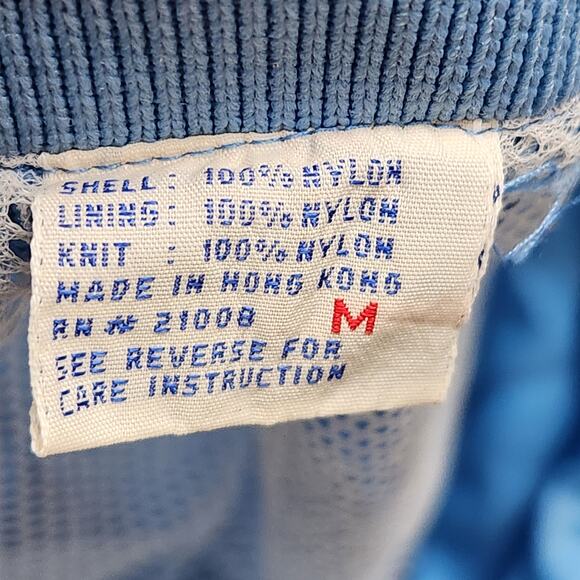 SHELL: 100% NYLON
LINING: 100% NYLON
KNIT : 100% NYLON
MADE IN HONG KONG
RN# 21008 M
SEE REVERSE FOR
CARE INSTRUCTION